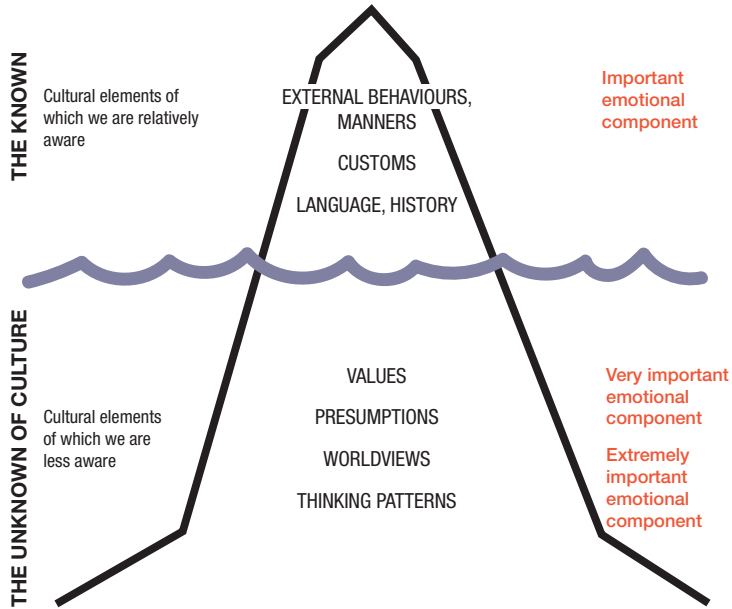 THE KNOWN
Cultural elements of
which we are relatively
aware
EXTERNAL BEHAVIOURS,
MANNERS
CUSTOMS
LANGUAGE, HISTORY
Important
emotional
component
THE UNKNOWN OF CULTURE
Cultural elements
of which we are
less aware
VALUES
PRESUMPTIONS
WORLDVIEWS
THINKING PATTERNS
Very important
emotional
component
Extremely
important
emotional
component